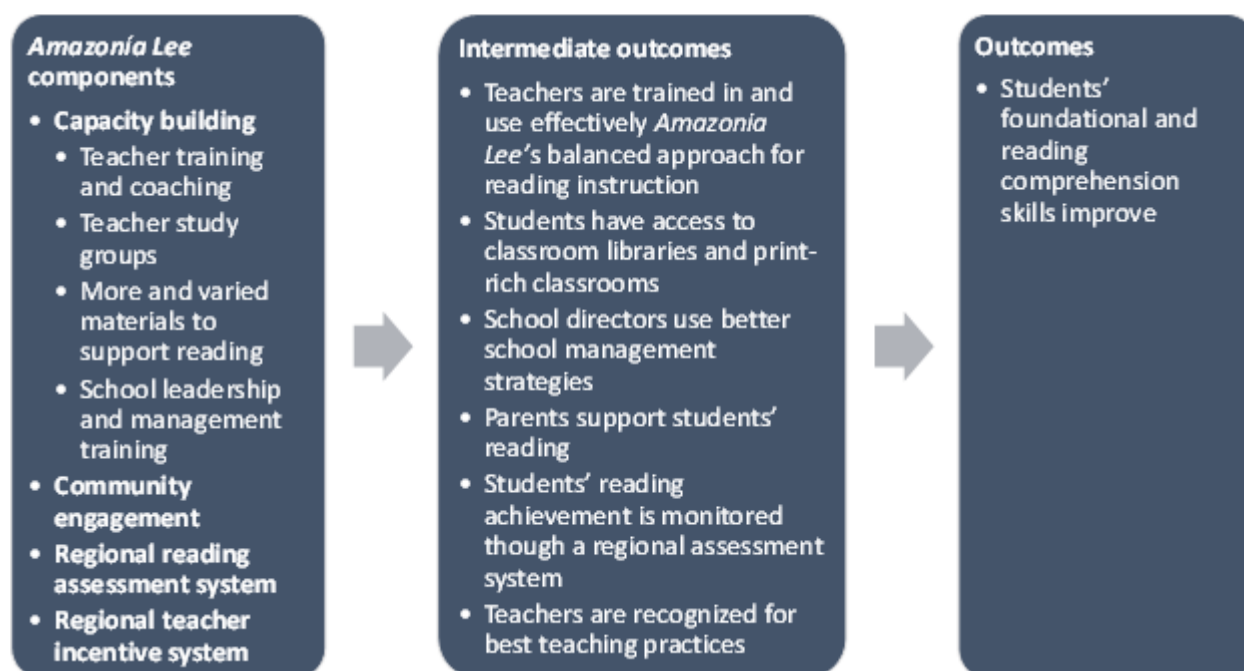 Amazonía Lee
components
• Capacity building
• Teacher training
and coaching
• Teacher study
groups
• More and varied
materials to
support reading
• School leadership
and management
training
• Community
engagement
• Regional reading
assessment system
• Regional teacher
incentive system
Intermediate outcomes
• Teachers are trained in and
use effectively Amazonia
Lee's balanced approach for
reading instruction
• Students have access to
classroom libraries and print-
rich classrooms
• School directors use better
school management
strategies
• Parents support students'
reading
• Students' reading
achievement is monitored
though a regional assessment
system
• Teachers are recognized for
best teaching practices
Outcomes
• Students'
foundational and
reading
comprehension
skills improve